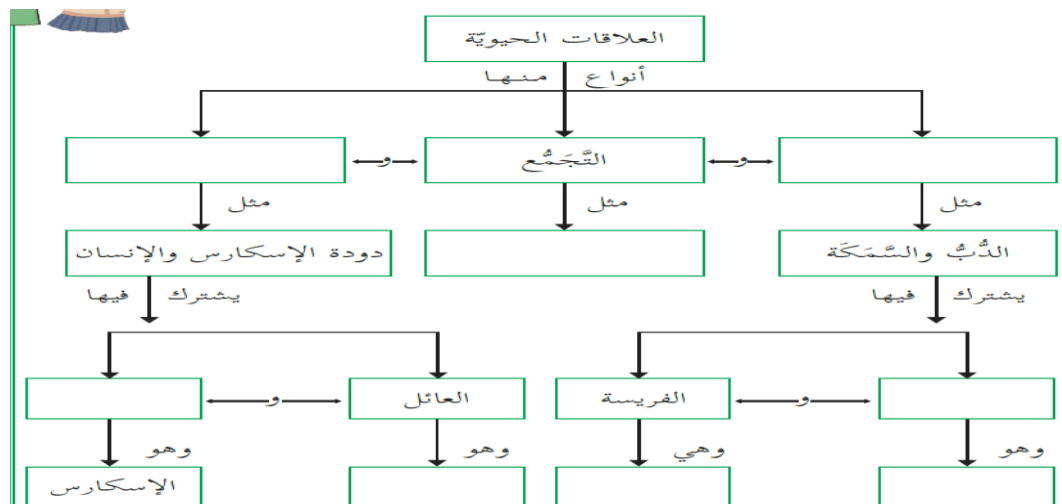 العلاقات الحيويّة
أنواع منها
التَّجَمُّع
و
و
مثل
مثل
مثل
الدُّبُّ والسَّمَكَة
دودة الإسكارس والإنسان
يشترك فيها
يشترك فيها
الفريسة
و
العائل
و
وهو
وهي
وهو
وهو
الإسكارس